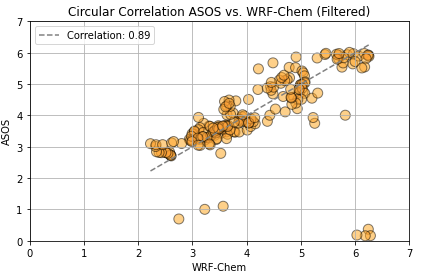 Circular Correlation ASOS vs. WRF-Chem (Filtered)
Correlation: 0.89
7
6
5
4
3
2
1
0
ASOS
0 1 2 3 4 5 6 7
WRF-Chem